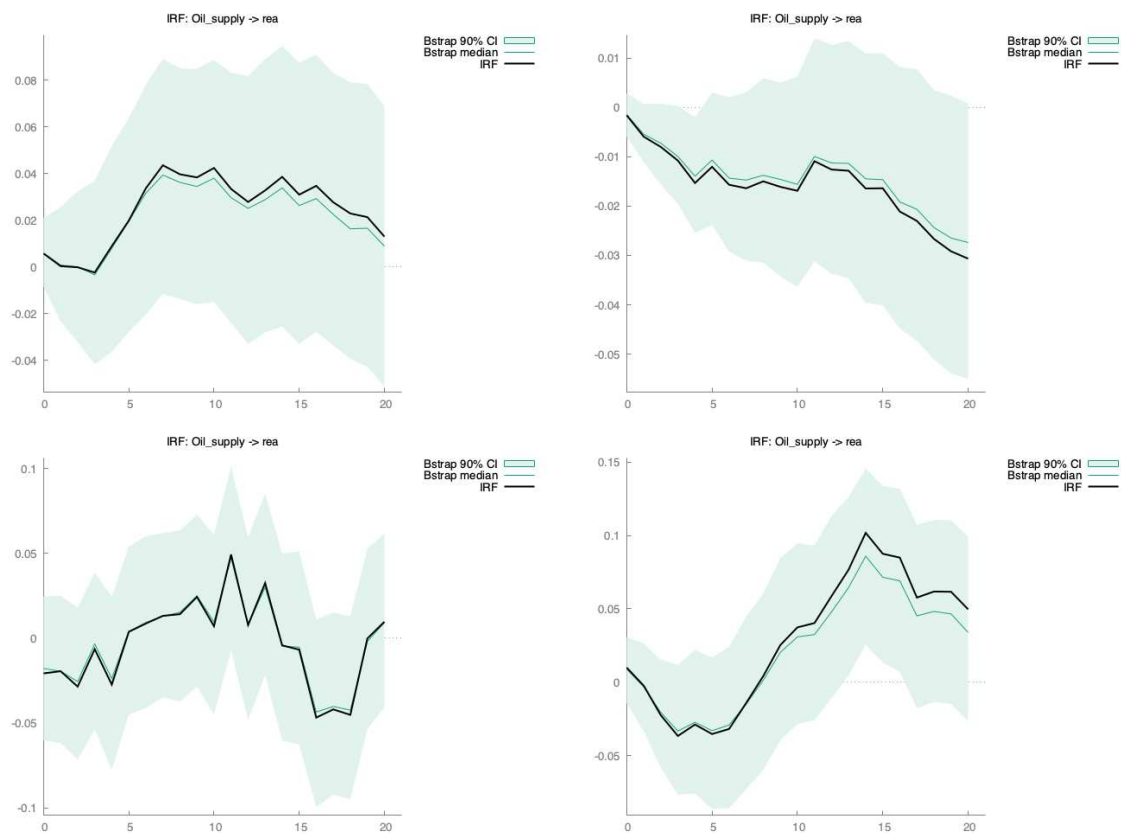 IRF: Oil_supply -> rea
Bstrap 90% CI
Bstrap median
IRF
0.08
0.06
0.04
0.02
0
-0.02
-0.04
0 5 10 15 20
IRF: Oil_supply -> rea
Bstrap 90% CI
Bstrap median
IRF
0.01
0
-0.01
-0.02
-0.03
-0.04
-0.05
0 5 10 15 20
IRF: Oil_supply -> rea
Bstrap 90% CI
Bstrap median
IRF
0.1
0.05
0
-0.05
-0.1
0 5 10 15 20
IRF: Oil_supply -> rea
Bstrap 90% CI
Bstrap median
IRF
0.15
0.1
0.05
0
-0.05
0 5 10 15 20